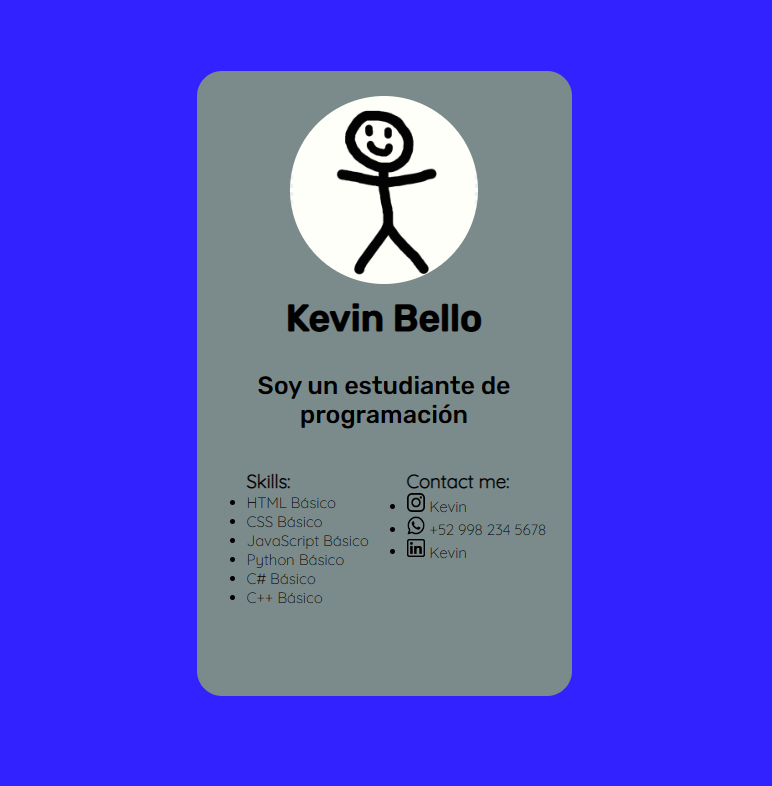 Kevin Bello
Soy un estudiante de
programación
Skills:
HTML Básico
CSS Básico
JavaScript Básico
Python Básico
C# Básico
C++ Básico
Contact me:
Kevin
+52 998 234 5678
Kevin